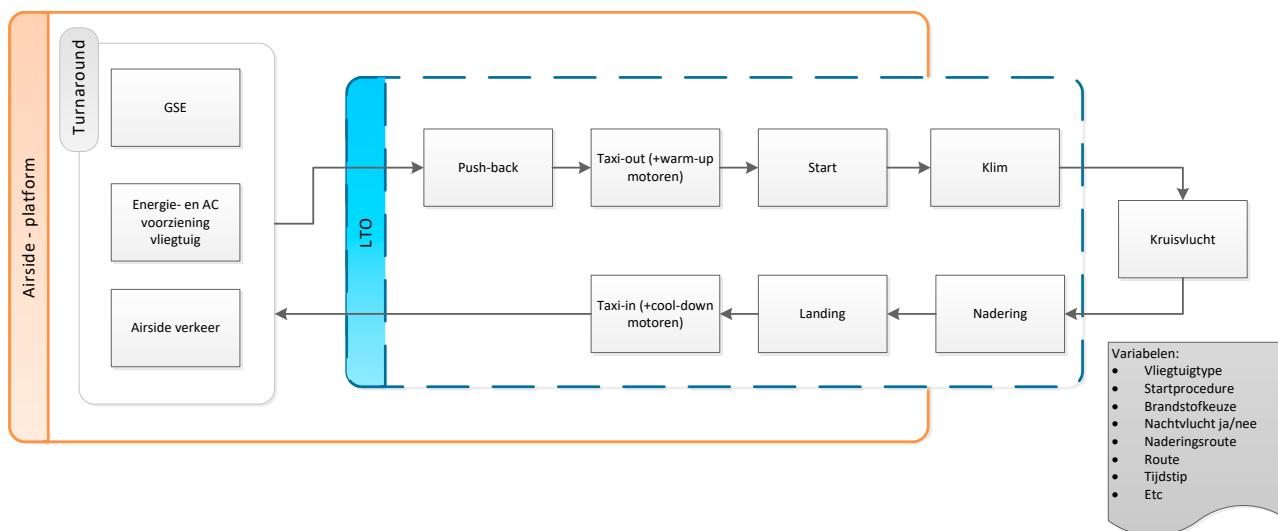 Airside - platform
Turnaround
GSE
Energie- en AC
voorziening
vliegtuig
Airside verkeer
LTO
Push-back
Taxi-out (+warm-up
motoren)
Start
Klim
Kruisvlucht
Taxi-in (+cool-down
motoren)
Landing
Nadering
Variabelen:
• Vliegtuigtype
• Startprocedure
• Brandstofkeuze
• Nachtvlucht ja/nee
• Naderingsroute
• Route
• Tijdstip
• Etc